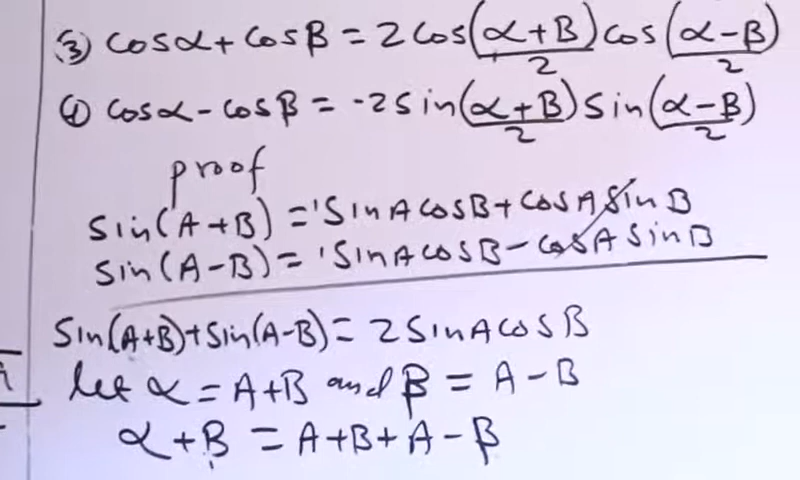 ③ cosα + cosβ = 2cos(α+β)/2 cos(α-β)/2
④ cosα - cosβ = -2sin(α+β)/2 sin(α-β)/2
proof
sin(A+B) = sinAcosB + cosAsinB
sin(A-B) = sinAcosB - cosAsinB
sin(A+B)+sin(A-B) = 2sinAcosB
let α = A+B and β = A-B
α+β = A+B+A-β